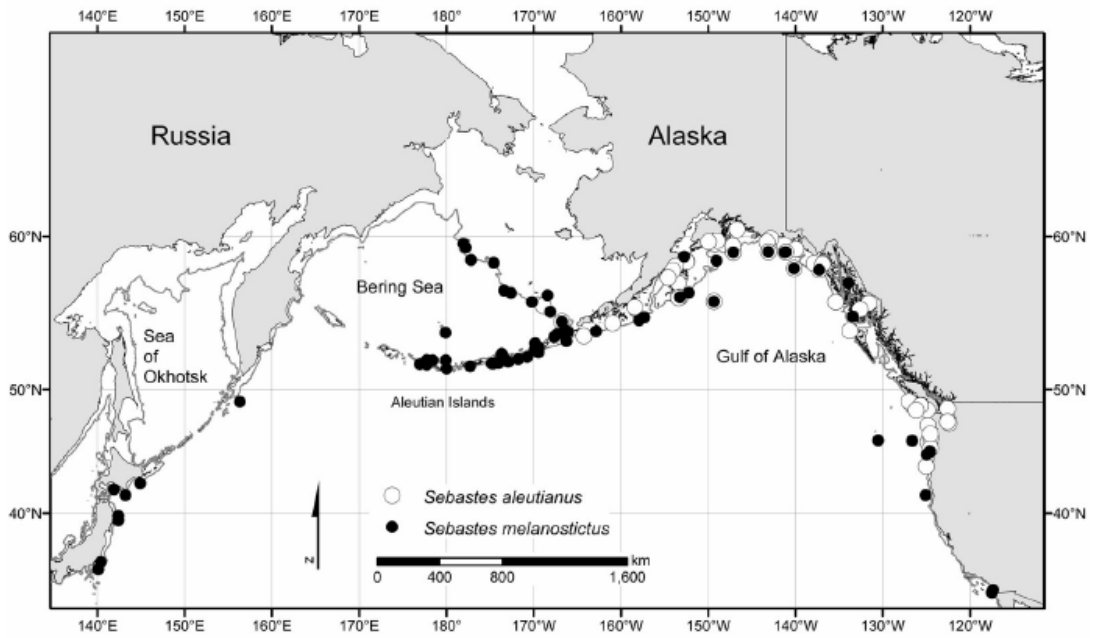 140°E 150°E 160°E 170°E 180° 170°W 160°W 150°W 140°W 130°W 120°W
Russia
Alaska
60°N
60°N
Bering Sea
Sea
of
Okhotsk
Gulf of Alaska
50°N
50°N
Aleutian Islands
Sebastes aleutianus
Sebastes melanostictus
40°N
40°N
N
km
0 400 800 1,600
140°E 150°E 160°E 170°E 180° 170°W 160°W 150°W 140°W 130°W 120°W